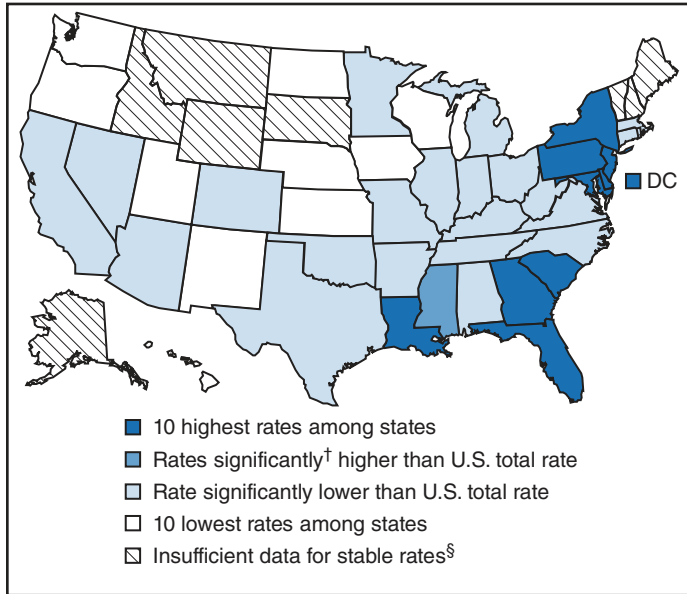 DC
10 highest rates among states
Rates significantly† higher than U.S. total rate
Rate significantly lower than U.S. total rate
10 lowest rates among states
Insufficient data for stable rates§